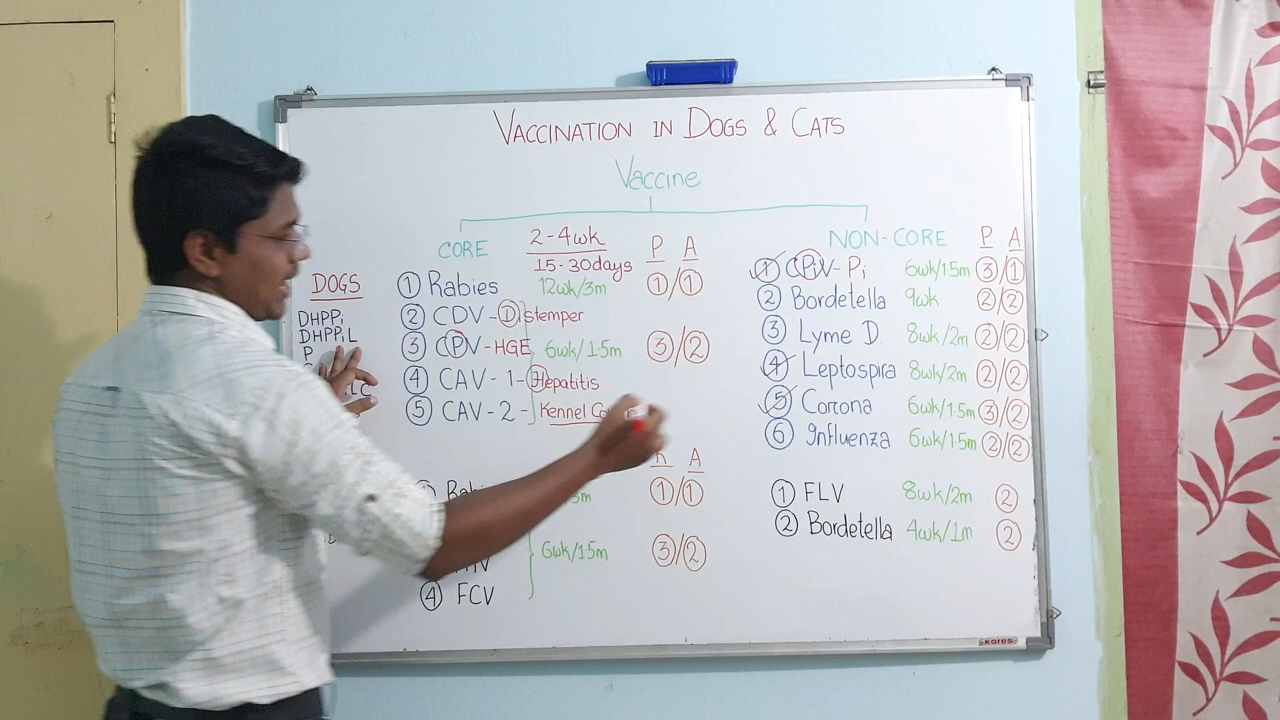 VACCINATION IN DOGS & CATS
Vaccine
CORE
2-4wk
15-30days
P A
NON-CORE
P A
DOGS
DHPPi
DHPPiL
P
LC
① Rabies 12wk/3m ①/①
② CDV - Distemper
③ CPV - HGE 6wk/1.5m ③/②
④ CAV - 1 - Hepatitis
⑤ CAV - 2 - Kennel
① CPiV - Pi 6wk/1.5m ③/①
② Bordetella 9wk ②/②
③ Lyme D 8wk/2m ②/②
④ Leptospira 8wk/2m ②/②
⑤ Corona 6wk/1.5m ③/②
⑥ Influenza 6wk/1.5m ②/②
A
①/①
6wk/1.5m ③/②
④ FCV
① FLV 8wk/2m ②
② Bordetella 4wk/1m ②
KORES